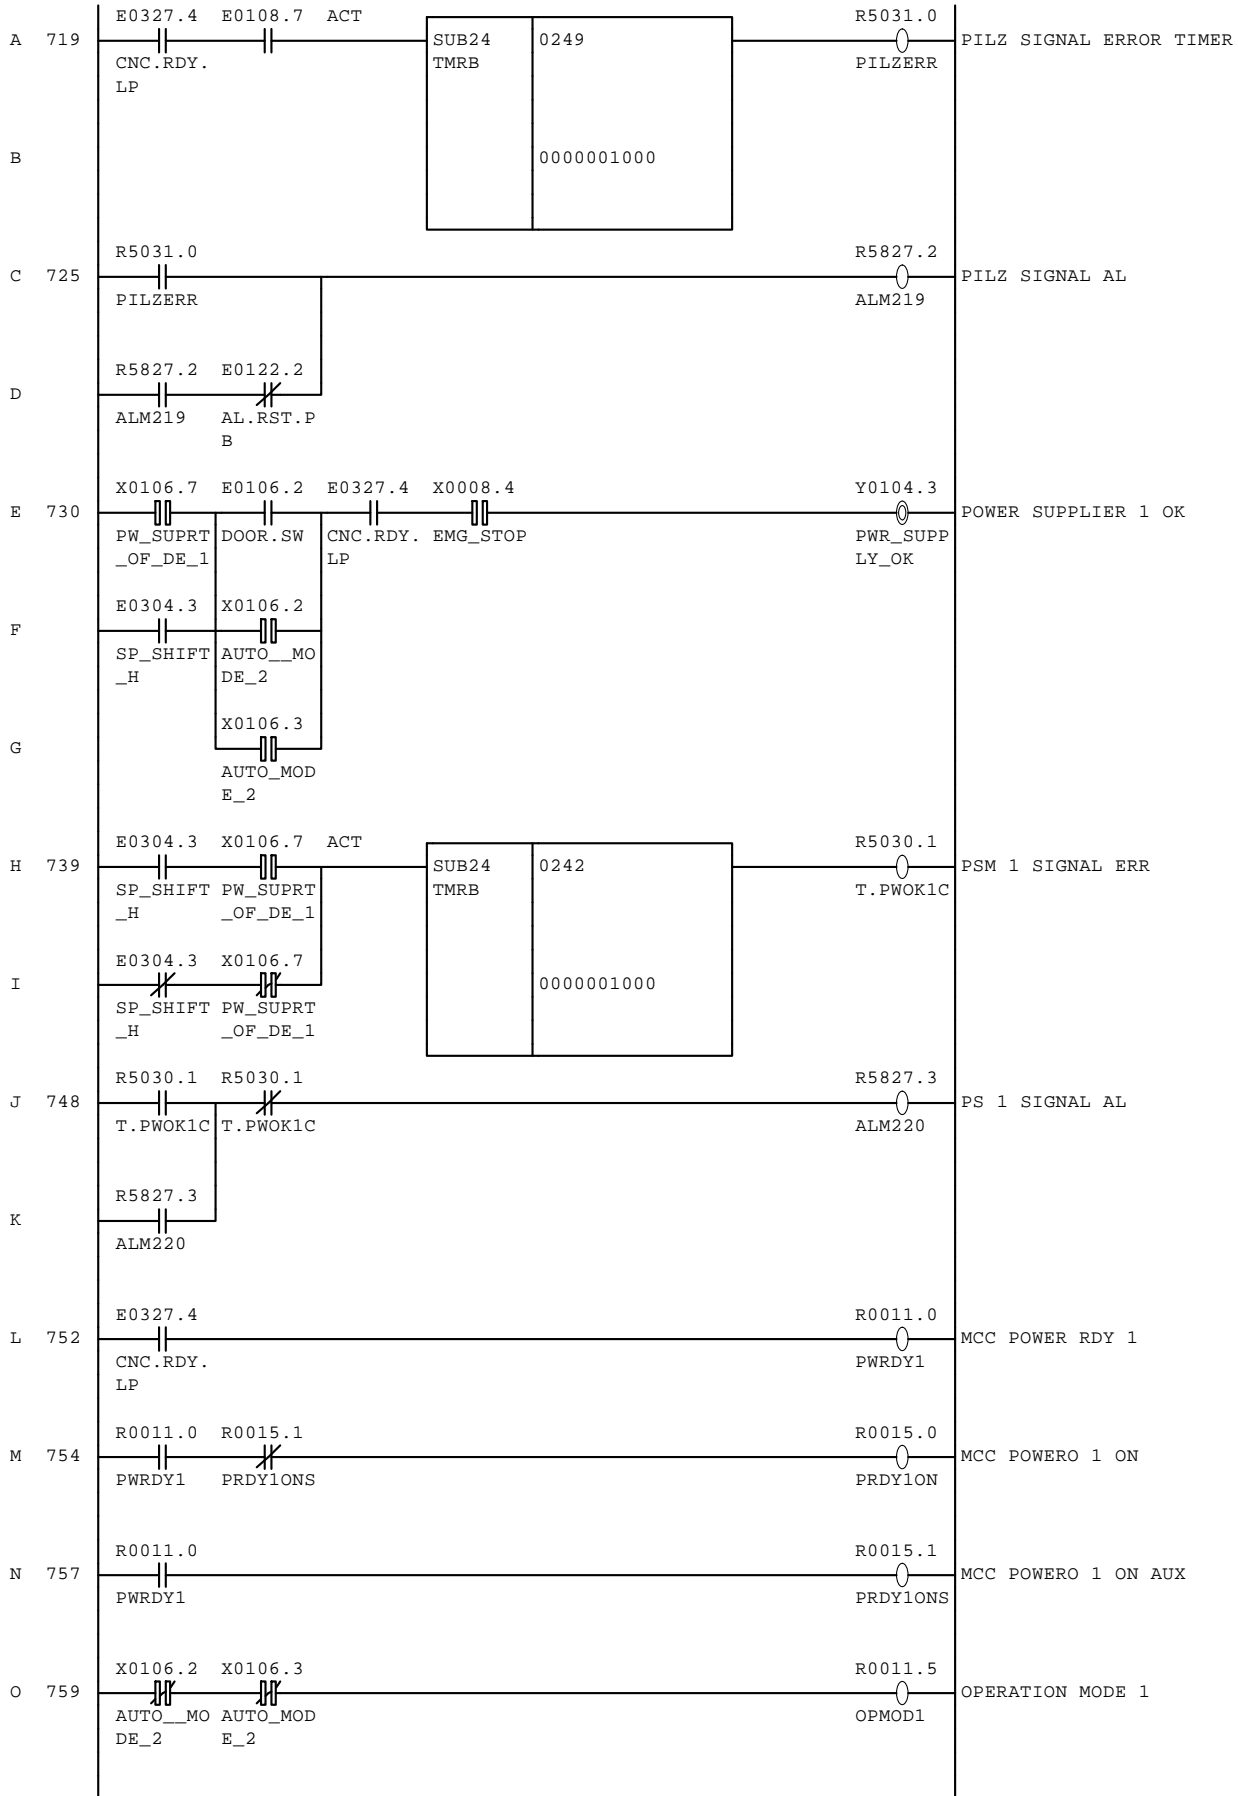 E0327.4 E0108.7 ACT R5031.0
A 719 SUB24 0249 PILZ SIGNAL ERROR TIMER
CNC.RDY. TMRB PILZERR
LP
B 0000001000
R5031.0 R5827.2
C 725 PILZ SIGNAL AL
PILZERR ALM219
R5827.2 E0122.2
D
ALM219 AL.RST.P
B
X0106.7 E0106.2 E0327.4 X0008.4 Y0104.3
E 730 POWER SUPPLIER 1 OK
PW_SUPRT DOOR.SW CNC.RDY. EMG_STOP PWR_SUPP
_OF_DE_1 LP LY_OK
E0304.3 X0106.2
F
SP_SHIFT AUTO__MO
_H DE_2
X0106.3
G
AUTO_MOD
E_2
E0304.3 X0106.7 ACT R5030.1
H 739 SUB24 0242 PSM 1 SIGNAL ERR
SP_SHIFT PW_SUPRT TMRB T.PWOK1C
_H _OF_DE_1
E0304.3 X0106.7
I 0000001000
SP_SHIFT PW_SUPRT
_H _OF_DE_1
R5030.1 R5030.1 R5827.3
J 748 PS 1 SIGNAL AL
T.PWOK1C T.PWOK1C ALM220
R5827.3
K
ALM220
E0327.4 R0011.0
L 752 MCC POWER RDY 1
CNC.RDY. PWRDY1
LP
R0011.0 R0015.1 R0015.0
M 754 MCC POWERO 1 ON
PWRDY1 PRDY1ONS PRDY1ON
R0011.0 R0015.1
N 757 MCC POWERO 1 ON AUX
PWRDY1 PRDY1ONS
X0106.2 X0106.3 R0011.5
O 759 OPERATION MODE 1
AUTO__MO AUTO_MOD OPMOD1
DE_2 E_2